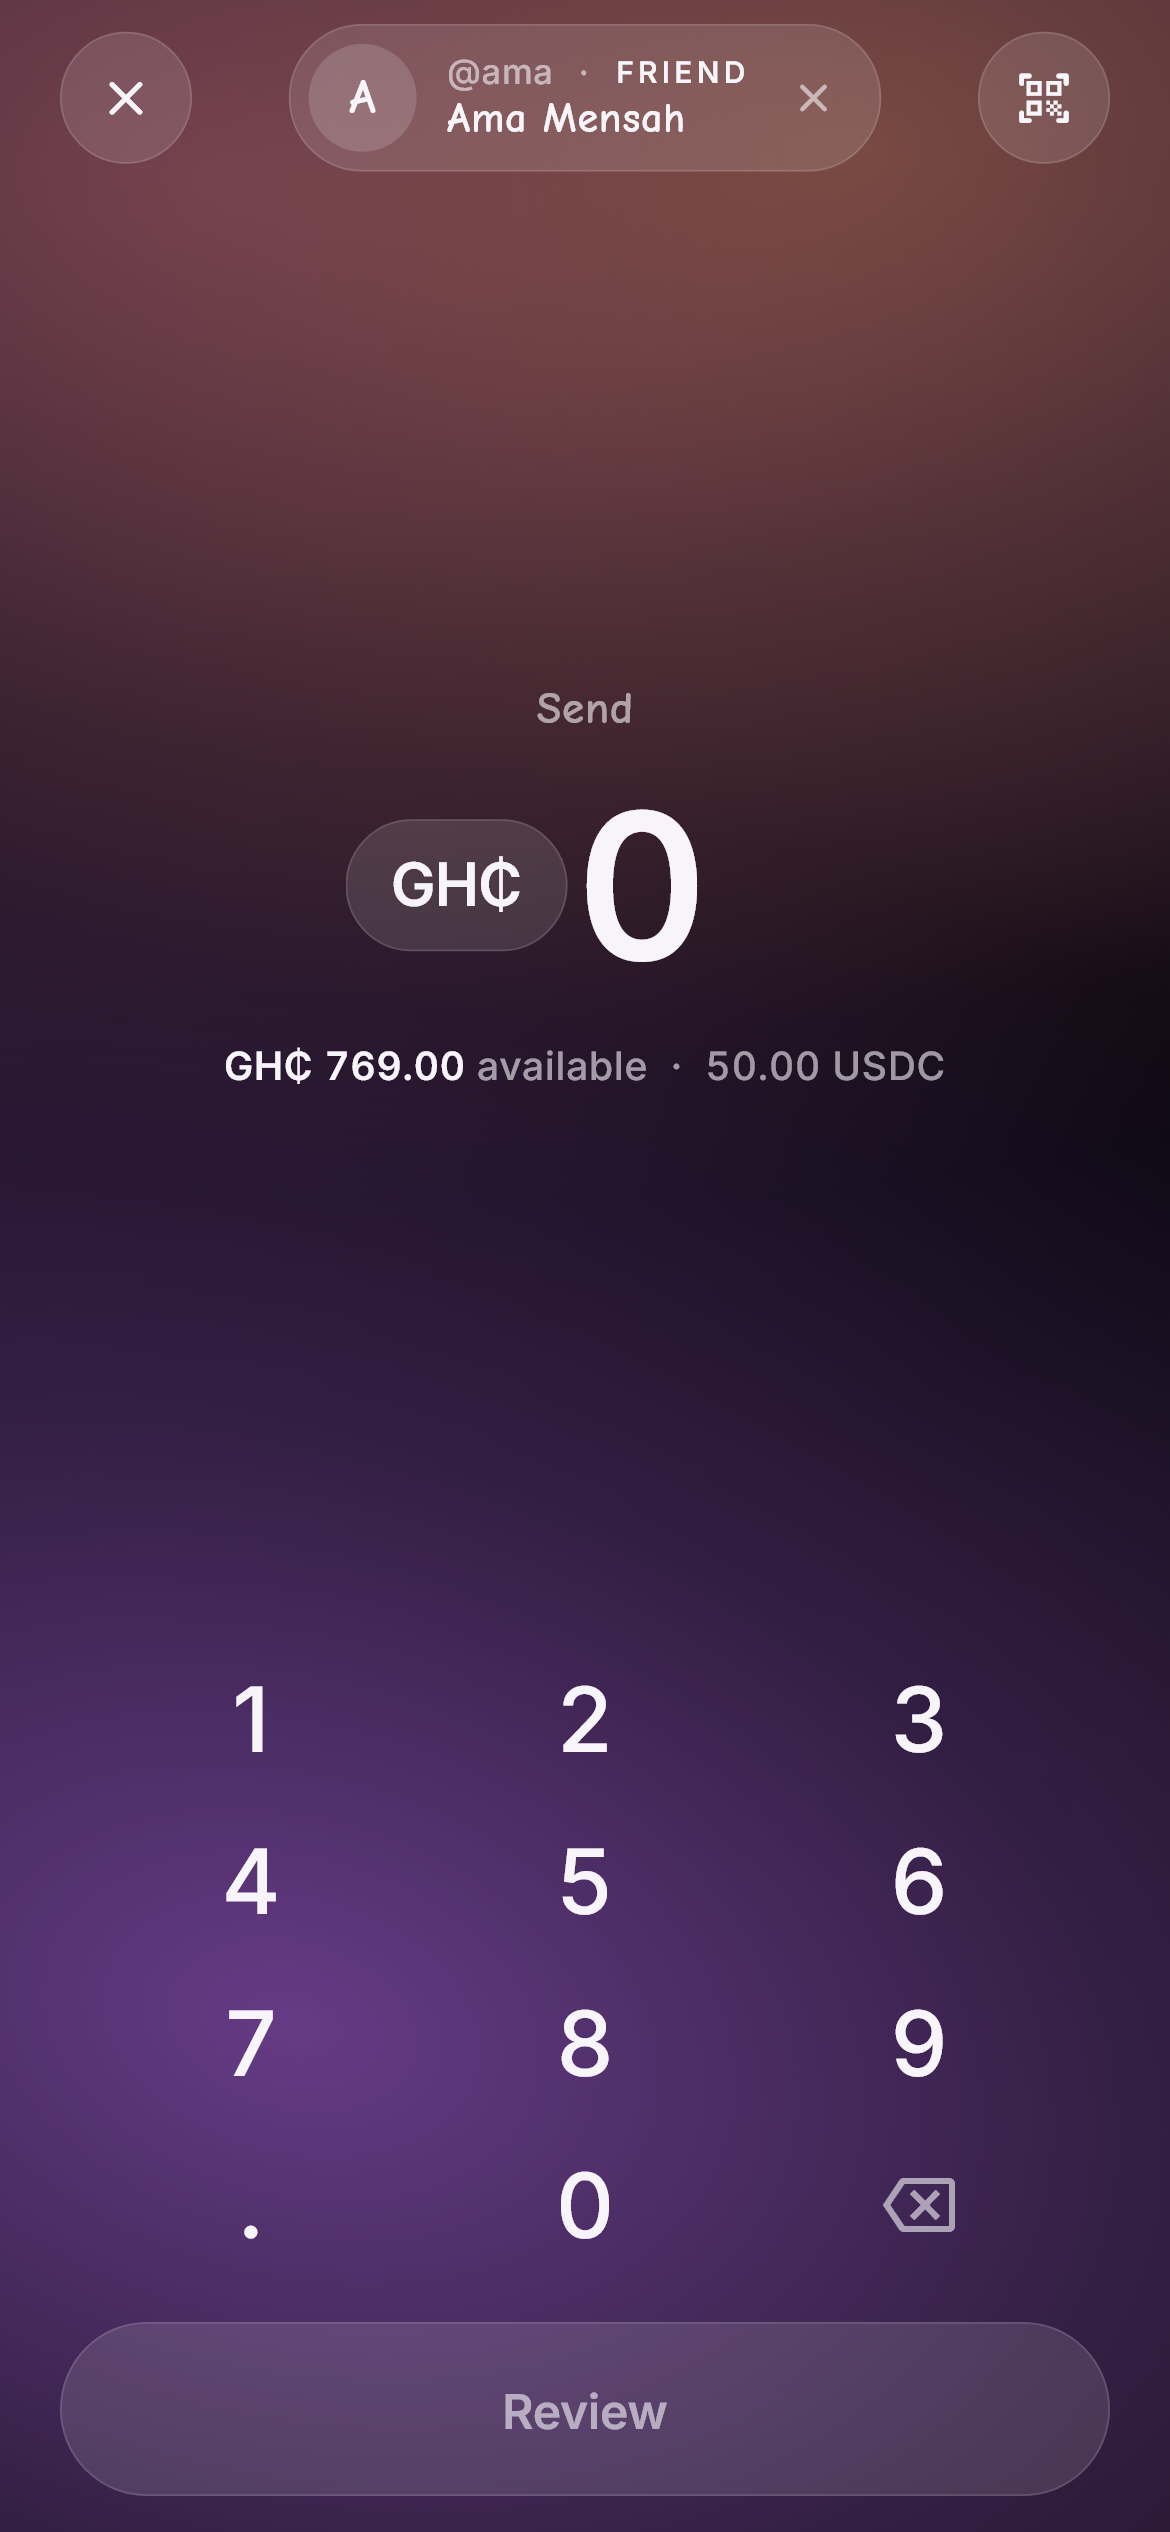 A
@ama · FRIEND
Ama Mensah
Send
GH₵ 0
GH₵ 769.00 available · 50.00 USDC
1 2 3
4 5 6
7 8 9
. 0
Review